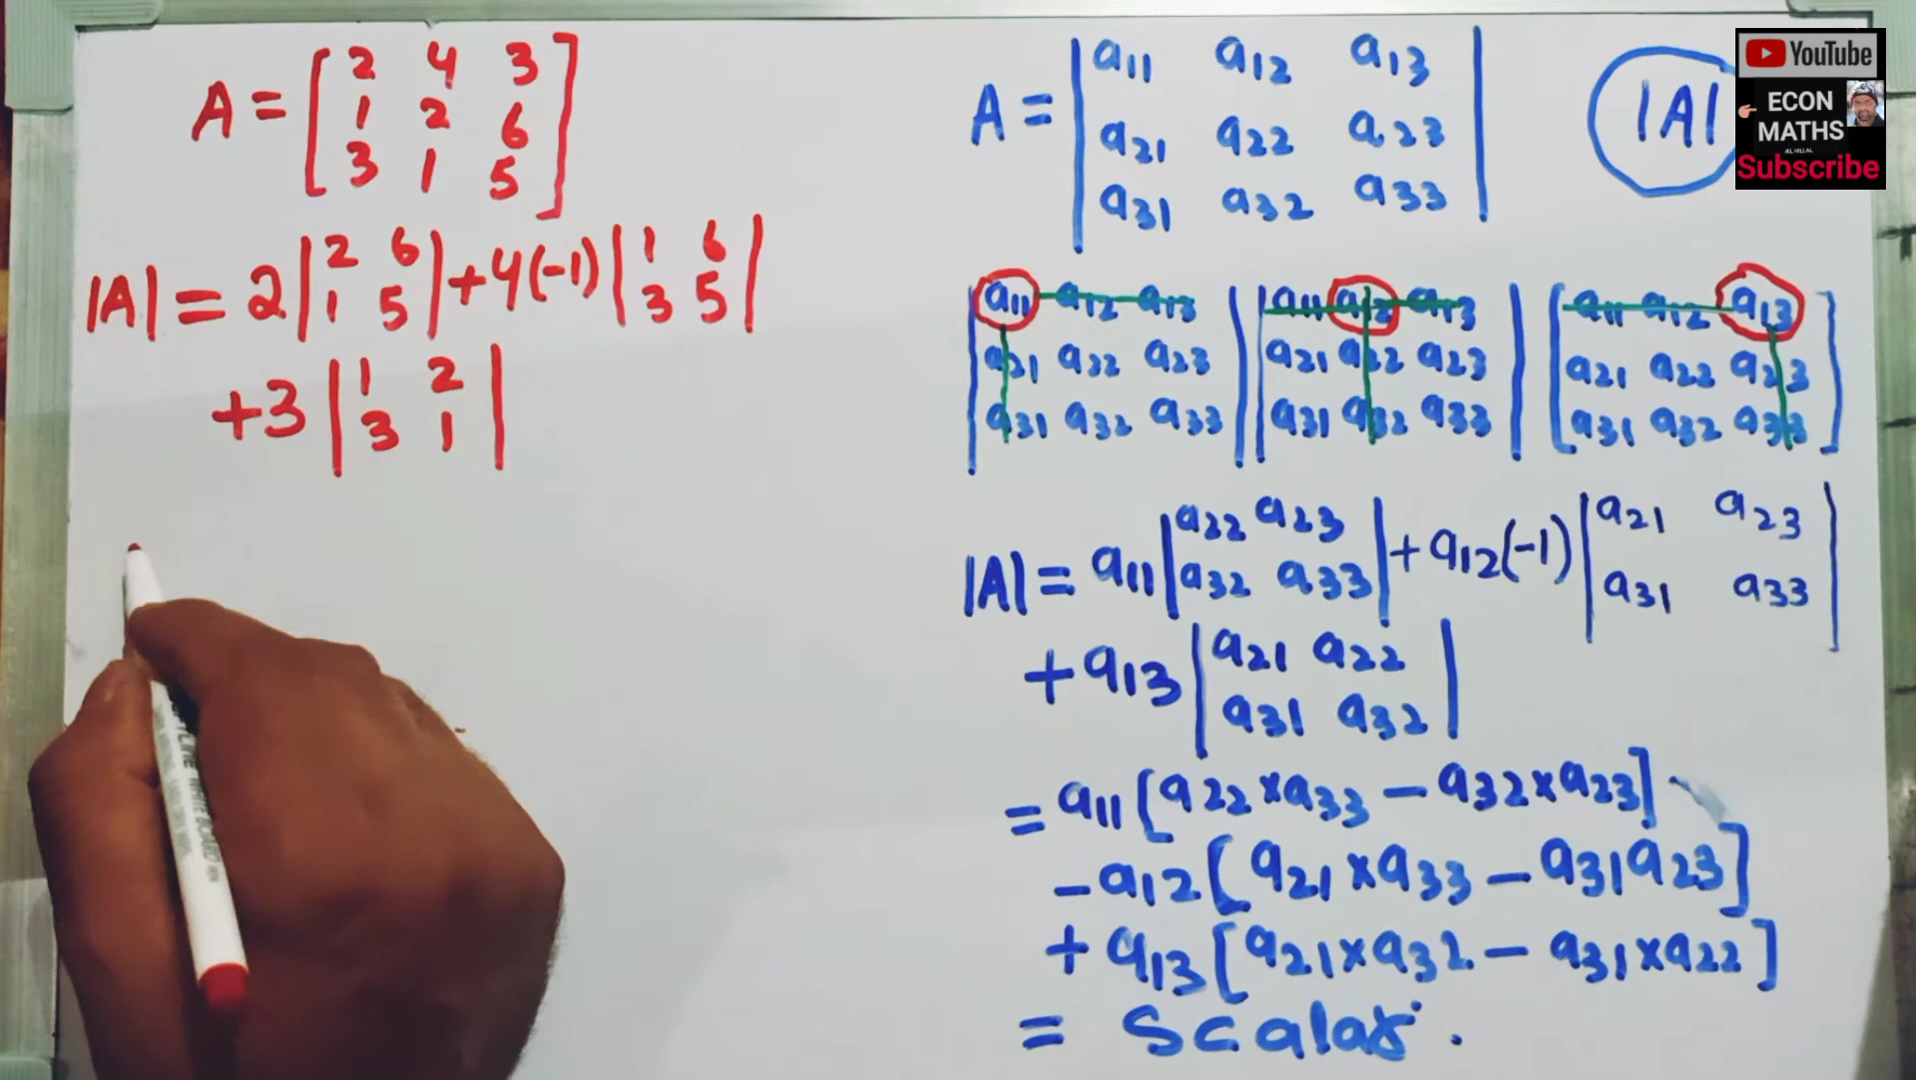 A = [ 2 4 3
1 2 6
3 1 5 ]
|A| = 2 | 2 6 | + 4(-1) | 1 6 |
1 5 3 5
+3 | 1 2 |
3 1
A = | a11 a12 a13 |
a21 a22 a23
a31 a32 a33
|A|
YouTube
ECON
MATHS
Subscribe
| a11 a12 a13 | | a11 a12 a13 | [ a11 a12 a13 ]
a21 a22 a23 a21 a22 a23 a21 a22 a23
a31 a32 a33 a31 a32 a33 a31 a32 a33
|A| = a11 | a22 a23 | + a12(-1) | a21 a23 |
a32 a33 a31 a33
+ a13 | a21 a22 |
a31 a32
= a11 [a22 × a33 - a32 × a23]
- a12 [a21 × a33 - a31 a23]
+ a13 [a21 × a32 - a31 × a22]
= Scalar.